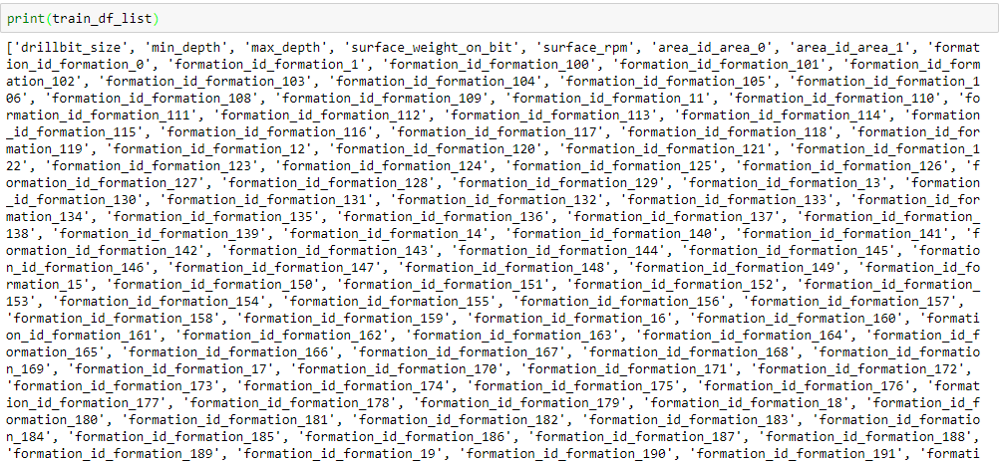 print(train_df_list)
['drillbit_size', 'min_depth', 'max_depth', 'surface_weight_on_bit', 'surface_rpm', 'area_id_area_0', 'area_id_area_1', 'format
ion_id_formation_0', 'formation_id_formation_1', 'formation_id_formation_100', 'formation_id_formation_101', 'formation_id_form
ation_102', 'formation_id_formation_103', 'formation_id_formation_104', 'formation_id_formation_105', 'formation_id_formation_1
06', 'formation_id_formation_108', 'formation_id_formation_109', 'formation_id_formation_11', 'formation_id_formation_110', 'fo
rmation_id_formation_111', 'formation_id_formation_112', 'formation_id_formation_113', 'formation_id_formation_114', 'formation
_id_formation_115', 'formation_id_formation_116', 'formation_id_formation_117', 'formation_id_formation_118', 'formation_id_for
mation_119', 'formation_id_formation_12', 'formation_id_formation_120', 'formation_id_formation_121', 'formation_id_formation_1
22', 'formation_id_formation_123', 'formation_id_formation_124', 'formation_id_formation_125', 'formation_id_formation_126', 'f
ormation_id_formation_127', 'formation_id_formation_128', 'formation_id_formation_129', 'formation_id_formation_13', 'formation
_id_formation_130', 'formation_id_formation_131', 'formation_id_formation_132', 'formation_id_formation_133', 'formation_id_for
mation_134', 'formation_id_formation_135', 'formation_id_formation_136', 'formation_id_formation_137', 'formation_id_formation_
138', 'formation_id_formation_139', 'formation_id_formation_14', 'formation_id_formation_140', 'formation_id_formation_141', 'f
ormation_id_formation_142', 'formation_id_formation_143', 'formation_id_formation_144', 'formation_id_formation_145', 'formatio
n_id_formation_146', 'formation_id_formation_147', 'formation_id_formation_148', 'formation_id_formation_149', 'formation_id_fo
rmation_15', 'formation_id_formation_150', 'formation_id_formation_151', 'formation_id_formation_152', 'formation_id_formation_
153', 'formation_id_formation_154', 'formation_id_formation_155', 'formation_id_formation_156', 'formation_id_formation_157',
'formation_id_formation_158', 'formation_id_formation_159', 'formation_id_formation_16', 'formation_id_formation_160', 'formati
on_id_formation_161', 'formation_id_formation_162', 'formation_id_formation_163', 'formation_id_formation_164', 'formation_id_f
ormation_165', 'formation_id_formation_166', 'formation_id_formation_167', 'formation_id_formation_168', 'formation_id_formatio
n_169', 'formation_id_formation_17', 'formation_id_formation_170', 'formation_id_formation_171', 'formation_id_formation_172',
'formation_id_formation_173', 'formation_id_formation_174', 'formation_id_formation_175', 'formation_id_formation_176', 'format
ion_id_formation_177', 'formation_id_formation_178', 'formation_id_formation_179', 'formation_id_formation_18', 'formation_id_f
ormation_180', 'formation_id_formation_181', 'formation_id_formation_182', 'formation_id_formation_183', 'formation_id_formatio
n_184', 'formation_id_formation_185', 'formation_id_formation_186', 'formation_id_formation_187', 'formation_id_formation_188',
'formation_id_formation_189', 'formation_id_formation_19', 'formation_id_formation_190', 'formation_id_formation_191', 'formati